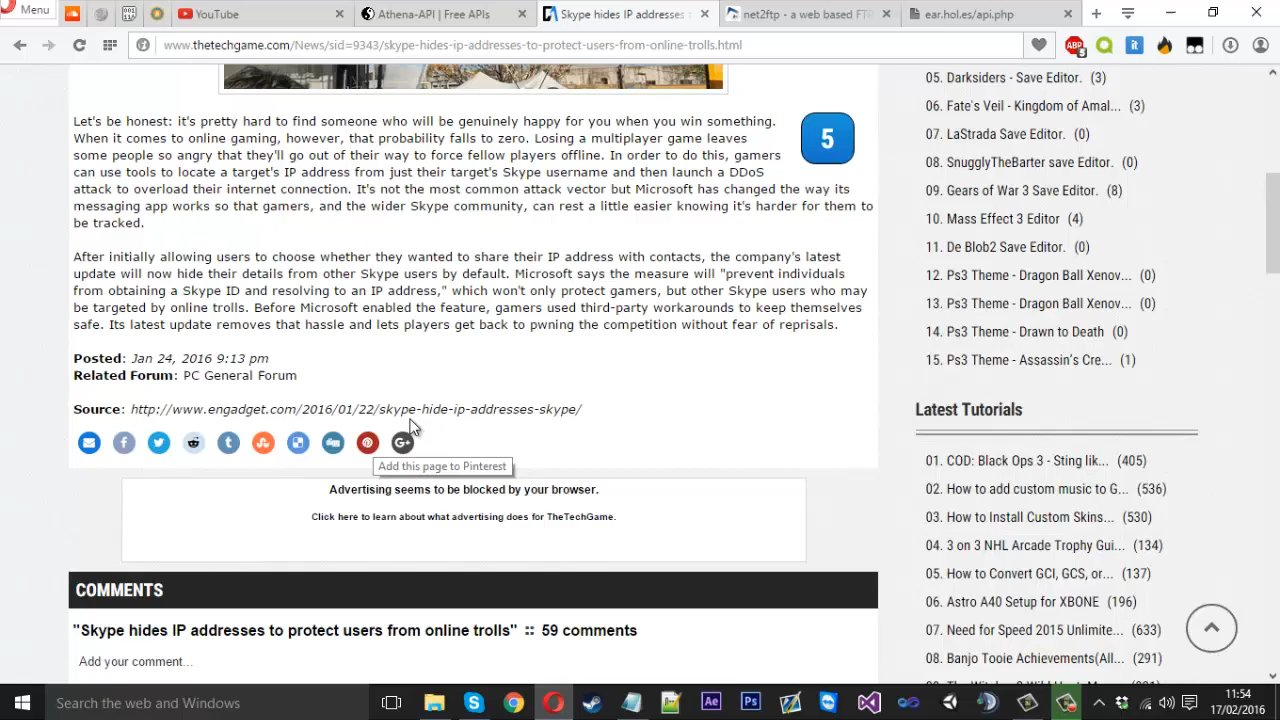 Menu
YouTube
Athena-API | Free APIs
Skype hides IP addresses
net2ftp - a web based FTP
ear.hol.es/api.php
www.thetechgame.com/News/sid=9343/skype-hides-ip-addresses-to-protect-users-from-online-trolls.html
Let's be honest: it's pretty hard to find someone who will be genuinely happy for you when you win something.
When it comes to online gaming, however, that probability falls to zero. Losing a multiplayer game leaves
some people so angry that they'll go out of their way to force fellow players offline. In order to do this, gamers
can use tools to locate a target's IP address from just their target's Skype username and then launch a DDoS
attack to overload their internet connection. It's not the most common attack vector but Microsoft has changed the way its
messaging app works so that gamers, and the wider Skype community, can rest a little easier knowing it's harder for them to
be tracked.
5
After initially allowing users to choose whether they wanted to share their IP address with contacts, the company's latest
update will now hide their details from other Skype users by default. Microsoft says the measure will "prevent individuals
from obtaining a Skype ID and resolving to an IP address," which won't only protect gamers, but other Skype users who may
be targeted by online trolls. Before Microsoft enabled the feature, gamers used third-party workarounds to keep themselves
safe. Its latest update removes that hassle and lets players get back to pwning the competition without fear of reprisals.
Posted: Jan 24, 2016 9:13 pm
Related Forum: PC General Forum
Source: http://www.engadget.com/2016/01/22/skype-hide-ip-addresses-skype/
Add this page to Pinterest
Advertising seems to be blocked by your browser.
Click here to learn about what advertising does for TheTechGame.
COMMENTS
"Skype hides IP addresses to protect users from online trolls" :: 59 comments
Add your comment...
05. Darksiders - Save Editor. (3)
06. Fate's Veil - Kingdom of Amal... (3)
07. LaStrada Save Editor. (0)
08. SnugglyTheBarter save Editor. (0)
09. Gears of War 3 Save Editor. (8)
10. Mass Effect 3 Editor (4)
11. De Blob2 Save Editor. (0)
12. Ps3 Theme - Dragon Ball Xenov... (0)
13. Ps3 Theme - Dragon Ball Xenov... (0)
14. Ps3 Theme - Drawn to Death (0)
15. Ps3 Theme - Assassin's Cre... (1)
Latest Tutorials
01. COD: Black Ops 3 - Sting lik... (405)
02. How to add custom music to G... (536)
03. How to Install Custom Skins... (530)
04. 3 on 3 NHL Arcade Trophy Gui... (134)
05. How to Convert GCI, GCS, or... (137)
06. Astro A40 Setup for XBONE (196)
07. Need for Speed 2015 Unlimite... (633)
08. Banjo Tooie Achievements(All... (291)
Search the web and Windows
11:54
17/02/2016